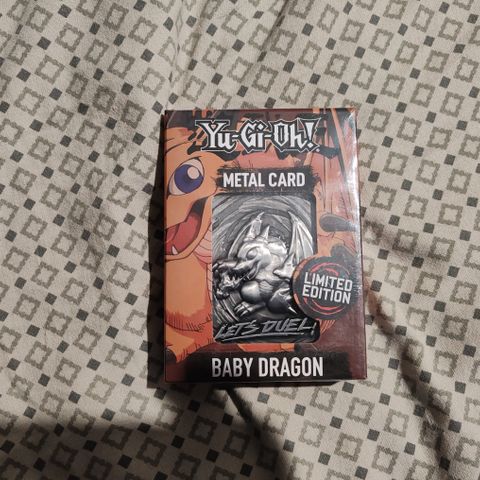 Yu-Gi-Oh!
METAL CARD
LIMITED
EDITION
LET'S DUEL!
BABY DRAGON